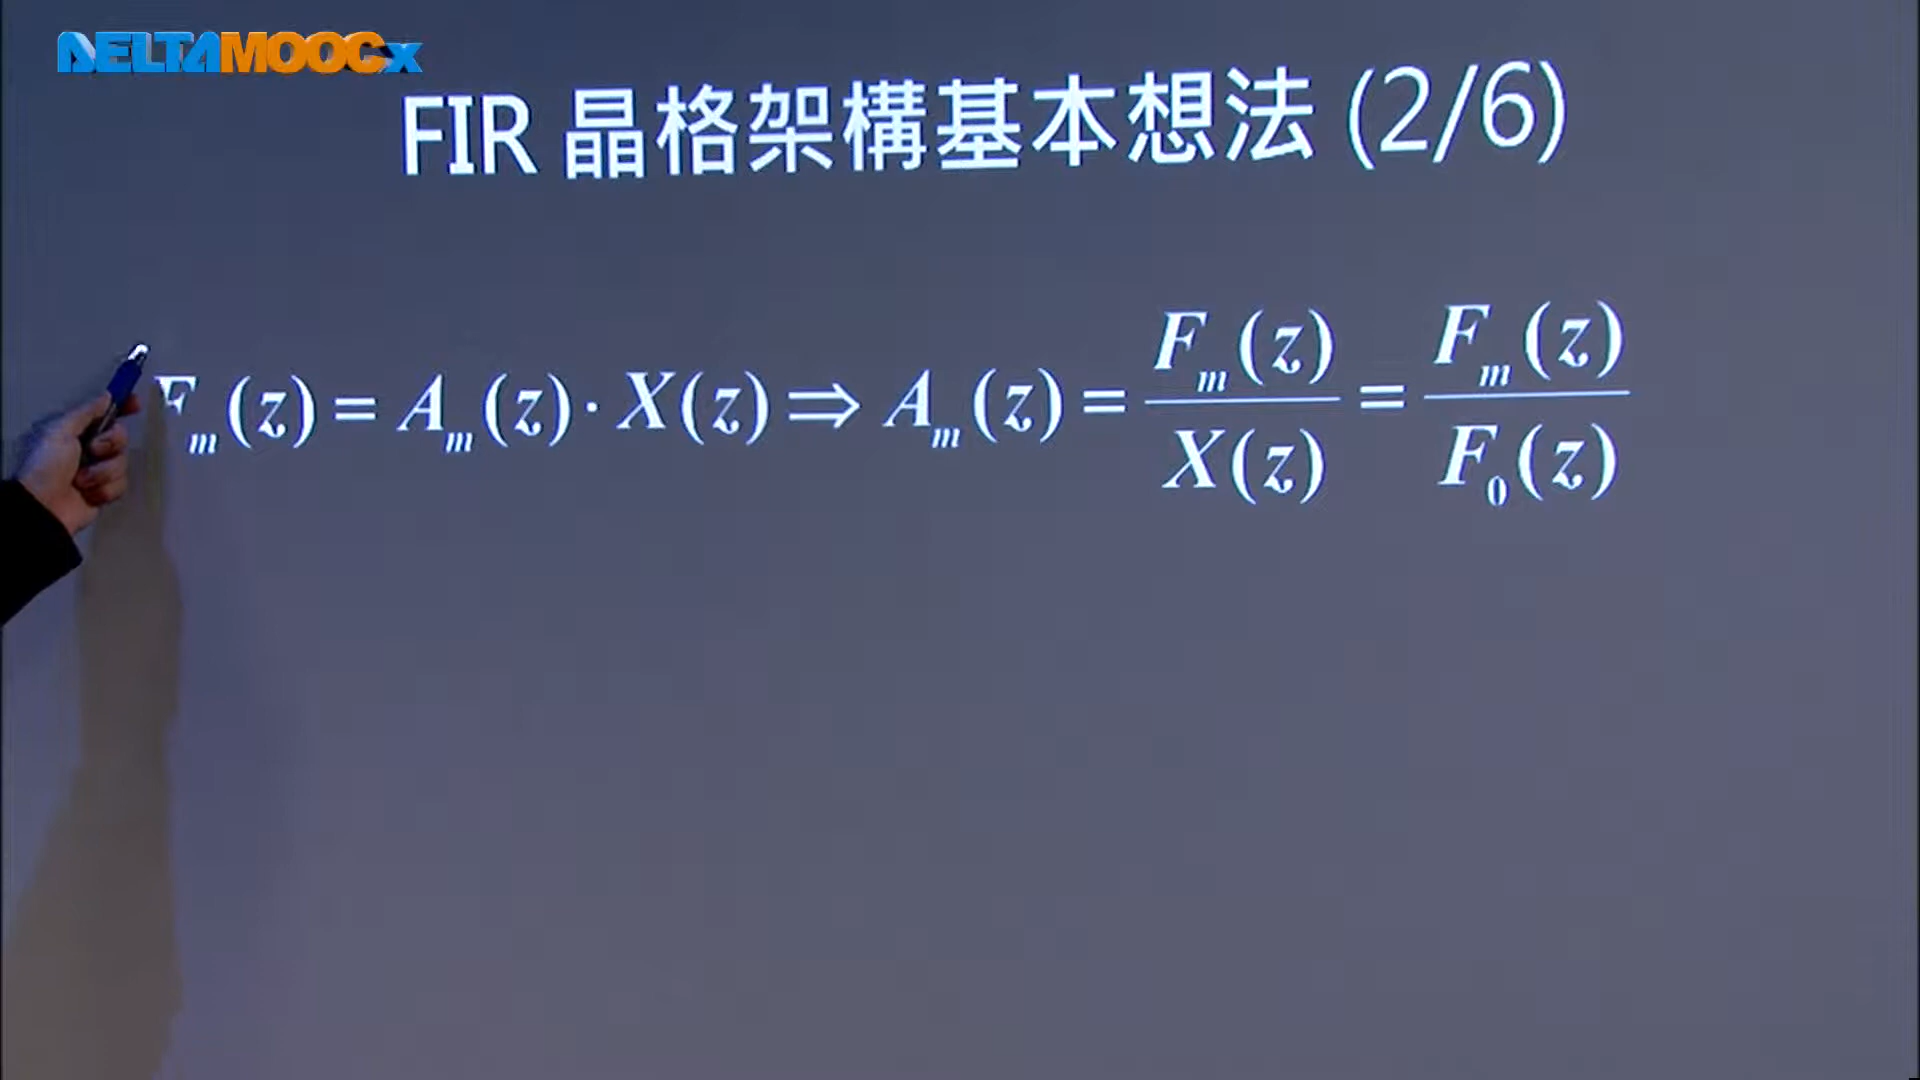 DELTAMOOCx
FIR 晶格架構基本想法 (2/6)
F_m(z) = A_m(z) · X(z) ⇒ A_m(z) = F_m(z) / X(z) = F_m(z) / F_0(z)